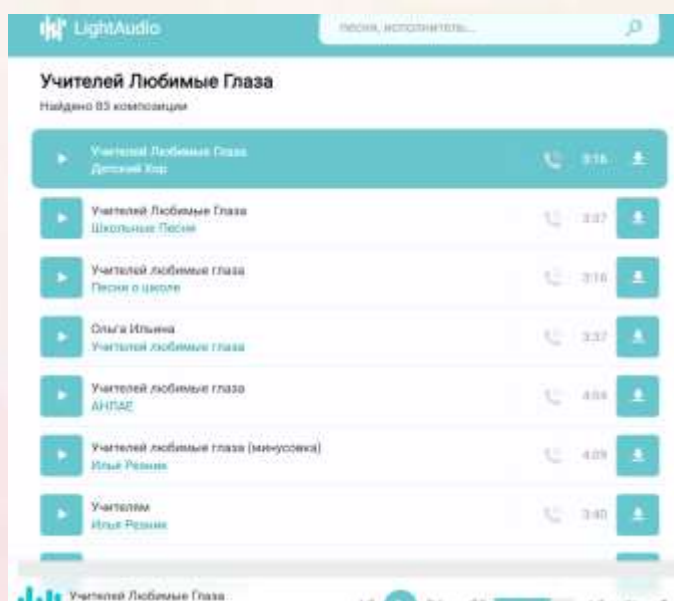 LightAudio
песня, исполнитель...
Учителей Любимые Глаза
Найдено 83 композиции
Учителей Любимые Глаза
3:16
Детский Хор
Учителей Любимые Глаза
3:37
Школьные Песни
Учителей любимые глаза
3:16
Песни о школе
Ольга Ильина
3:37
Учителей любимые глаза
Учителей любимые глаза
4:04
АНПАЕ
Учителей любимые глаза (минусовка)
4:09
Илья Резник
Учителям
3:40
Илья Резник
Учителей Любимые Глаза